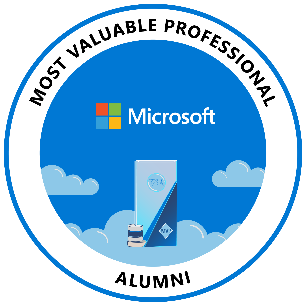 MOST VALUABLE PROFESSIONAL
Microsoft
ALUMNI